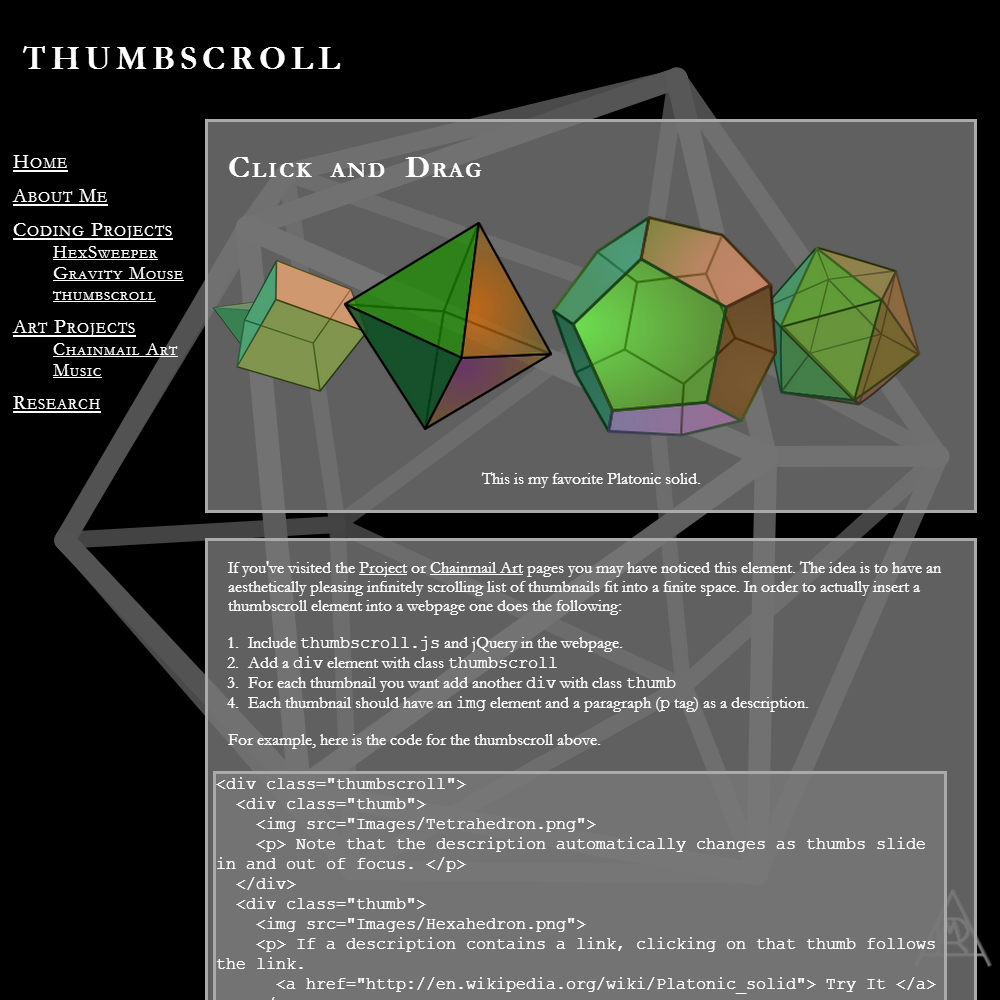 THUMBSCROLL
Home
About Me
Coding Projects
HexSweeper
Gravity Mouse
thumbscroll
Art Projects
Chainmail Art
Music
Research
Click and Drag
This is my favorite Platonic solid.
If you've visited the Project or Chainmail Art pages you may have noticed this element. The idea is to have an
aesthetically pleasing infinitely scrolling list of thumbnails fit into a finite space. In order to actually insert a
thumbscroll element into a webpage one does the following:
1. Include thumbscroll.js and jQuery in the webpage.
2. Add a div element with class thumbscroll
3. For each thumbnail you want add another div with class thumb
4. Each thumbnail should have an img element and a paragraph (p tag) as a description.
For example, here is the code for the thumbscroll above.
<div class="thumbscroll">
  <div class="thumb">
    <img src="Images/Tetrahedron.png">
    <p> Note that the description automatically changes as thumbs slide
in and out of focus. </p>
  </div>
  <div class="thumb">
    <img src="Images/Hexahedron.png">
    <p> If a description contains a link, clicking on that thumb follows
the link.
      <a href="http://en.wikipedia.org/wiki/Platonic_solid"> Try It </a>